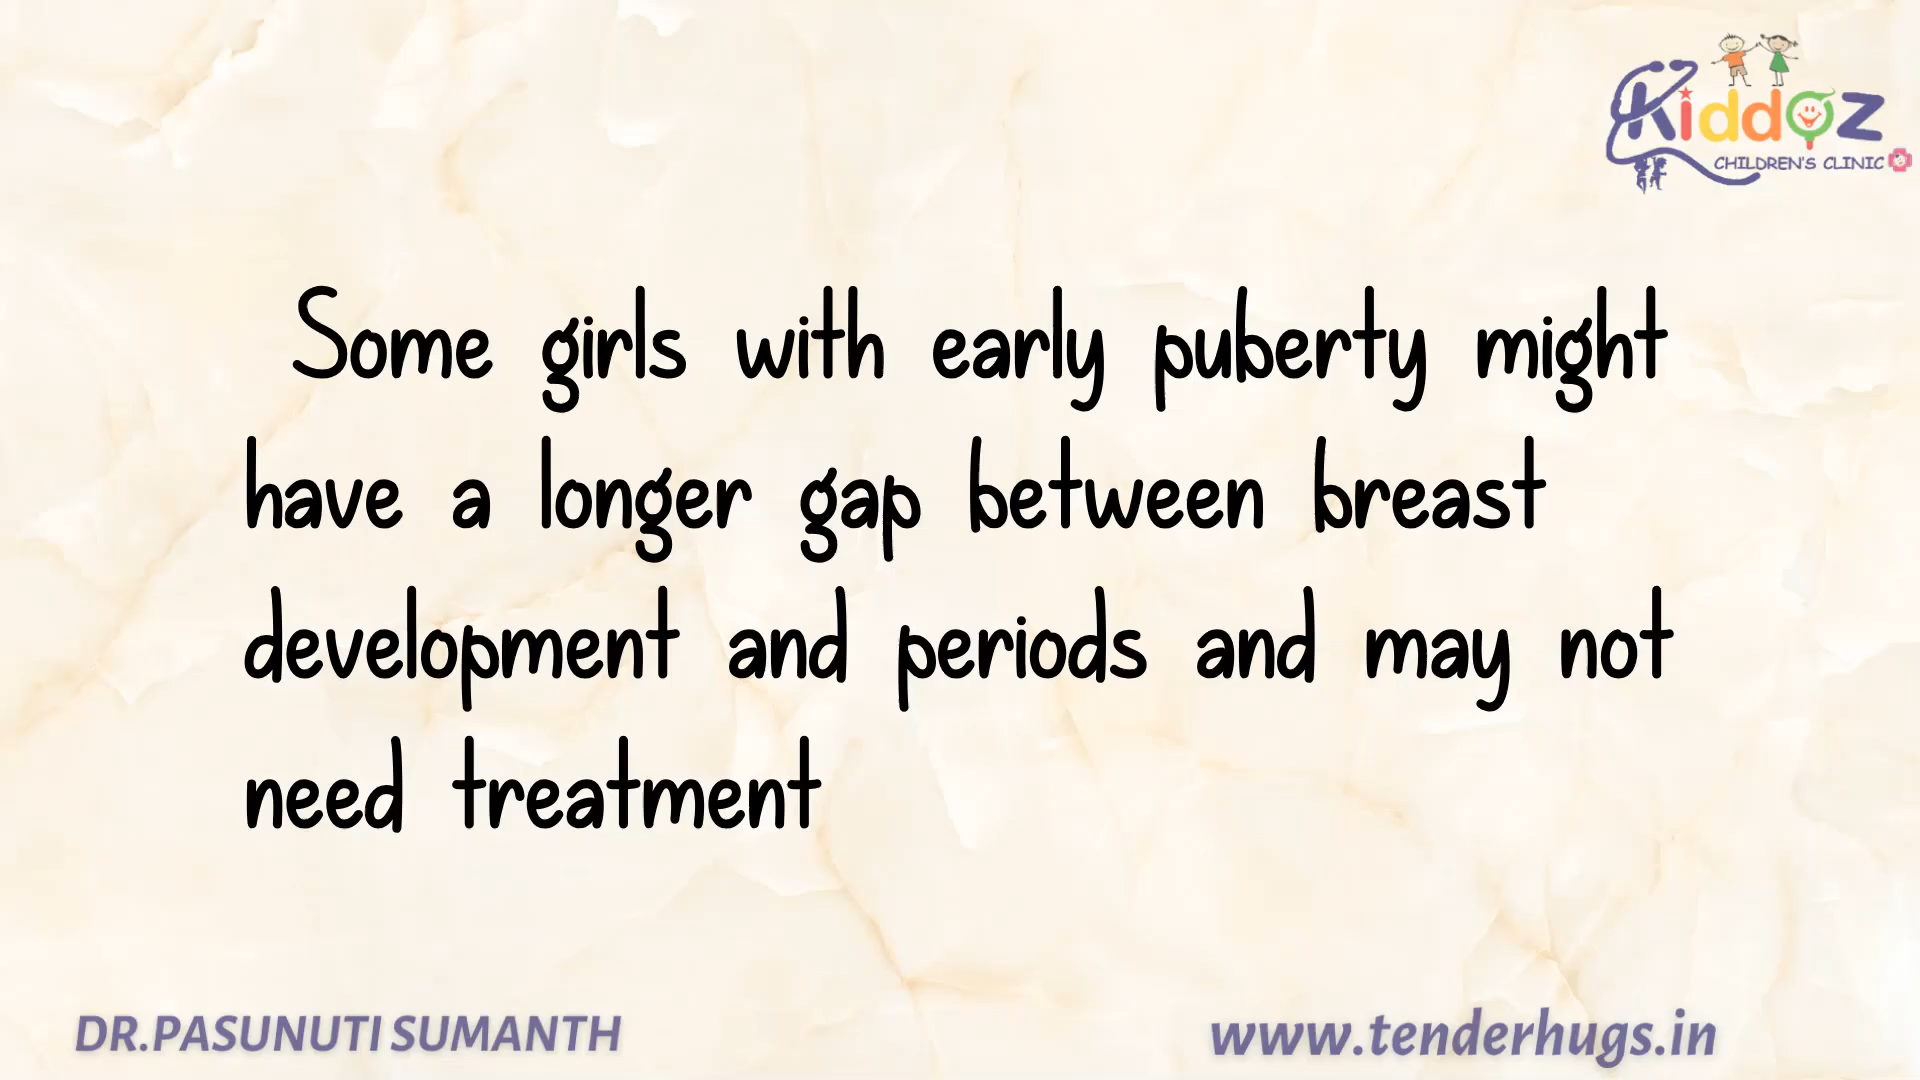 Kiddoz
CHILDREN'S CLINIC
Some girls with early puberty might
have a longer gap between breast
development and periods and may not
need treatment
DR.PASUNUTI SUMANTH
www.tenderhugs.in